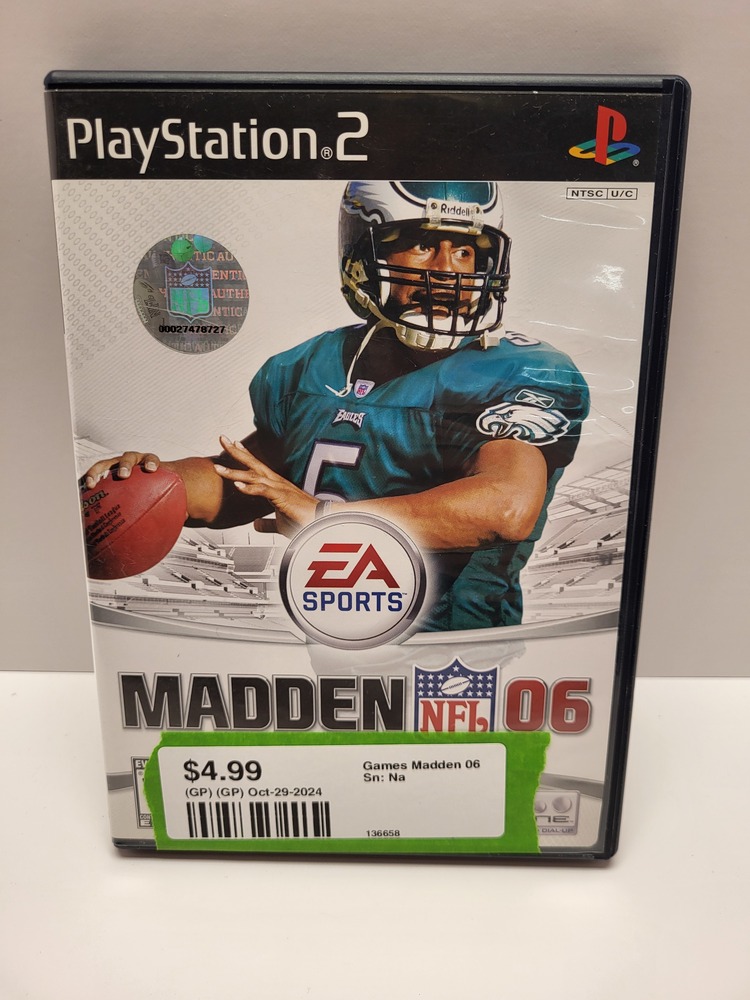 PlayStation®2
NTSC U/C
Riddell
00027478727
EAGLES
5
EA
SPORTS
MADDEN NFL 06
$4.99
Games Madden 06
Sn: Na
(GP) (GP) Oct-29-2024
136658